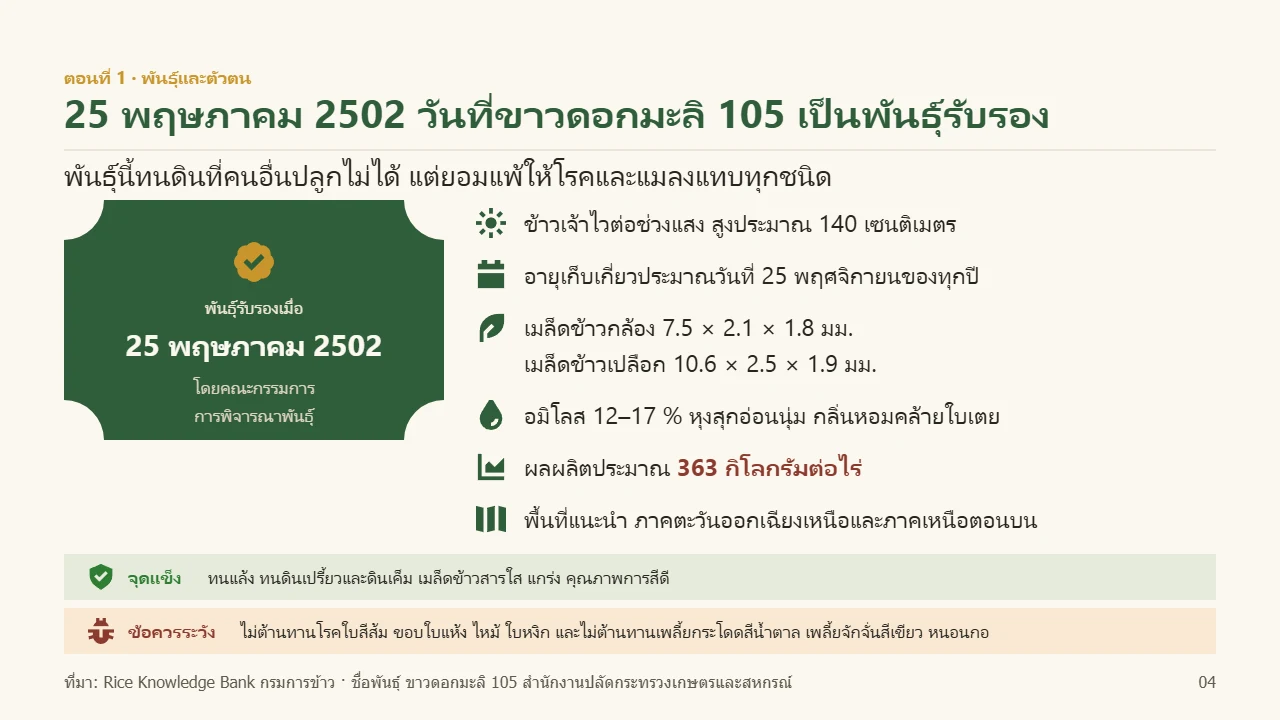 ตอนที่ 1 · พันธุ์และตัวตน
25 พฤษภาคม 2502 วันที่ขาวดอกมะลิ 105 เป็นพันธุ์รับรอง
พันธุ์นี้ทนดินที่คนอื่นปลูกไม่ได้ แต่ยอมแพ้ให้โรคและแมลงแทบทุกชนิด
พันธุ์รับรองเมื่อ
25 พฤษภาคม 2502
โดยคณะกรรมการ
การพิจารณาพันธุ์
ข้าวเจ้าไวต่อช่วงแสง สูงประมาณ 140 เซนติเมตร
อายุเก็บเกี่ยวประมาณวันที่ 25 พฤศจิกายนของทุกปี
เมล็ดข้าวกล้อง 7.5 × 2.1 × 1.8 มม.
เมล็ดข้าวเปลือก 10.6 × 2.5 × 1.9 มม.
อมิโลส 12–17 % หุงสุกอ่อนนุ่ม กลิ่นหอมคล้ายใบเตย
ผลผลิตประมาณ 363 กิโลกรัมต่อไร่
พื้นที่แนะนำ ภาคตะวันออกเฉียงเหนือและภาคเหนือตอนบน
จุดแข็ง ทนแล้ง ทนดินเปรี้ยวและดินเค็ม เมล็ดข้าวสารใส แกร่ง คุณภาพการสีดี
ข้อควรระวัง ไม่ต้านทานโรคใบสีส้ม ขอบใบแห้ง ไหม้ ใบหงิก และไม่ต้านทานเพลี้ยกระโดดสีน้ำตาล เพลี้ยจักจั่นสีเขียว หนอนกอ
ที่มา: Rice Knowledge Bank กรมการข้าว · ชื่อพันธุ์ ขาวดอกมะลิ 105 สำนักงานปลัดกระทรวงเกษตรและสหกรณ์
04